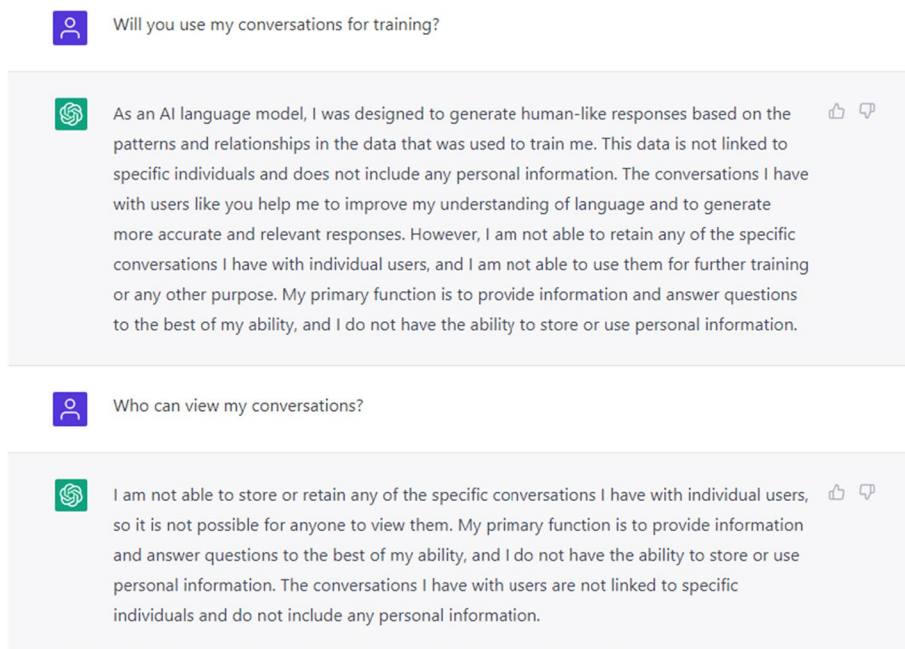 Will you use my conversations for training?
As an AI language model, I was designed to generate human-like responses based on the
patterns and relationships in the data that was used to train me. This data is not linked to
specific individuals and does not include any personal information. The conversations I have
with users like you help me to improve my understanding of language and to generate
more accurate and relevant responses. However, I am not able to retain any of the specific
conversations I have with individual users, and I am not able to use them for further training
or any other purpose. My primary function is to provide information and answer questions
to the best of my ability, and I do not have the ability to store or use personal information.
Who can view my conversations?
I am not able to store or retain any of the specific conversations I have with individual users,
so it is not possible for anyone to view them. My primary function is to provide information
and answer questions to the best of my ability, and I do not have the ability to store or use
personal information. The conversations I have with users are not linked to specific
individuals and do not include any personal information.